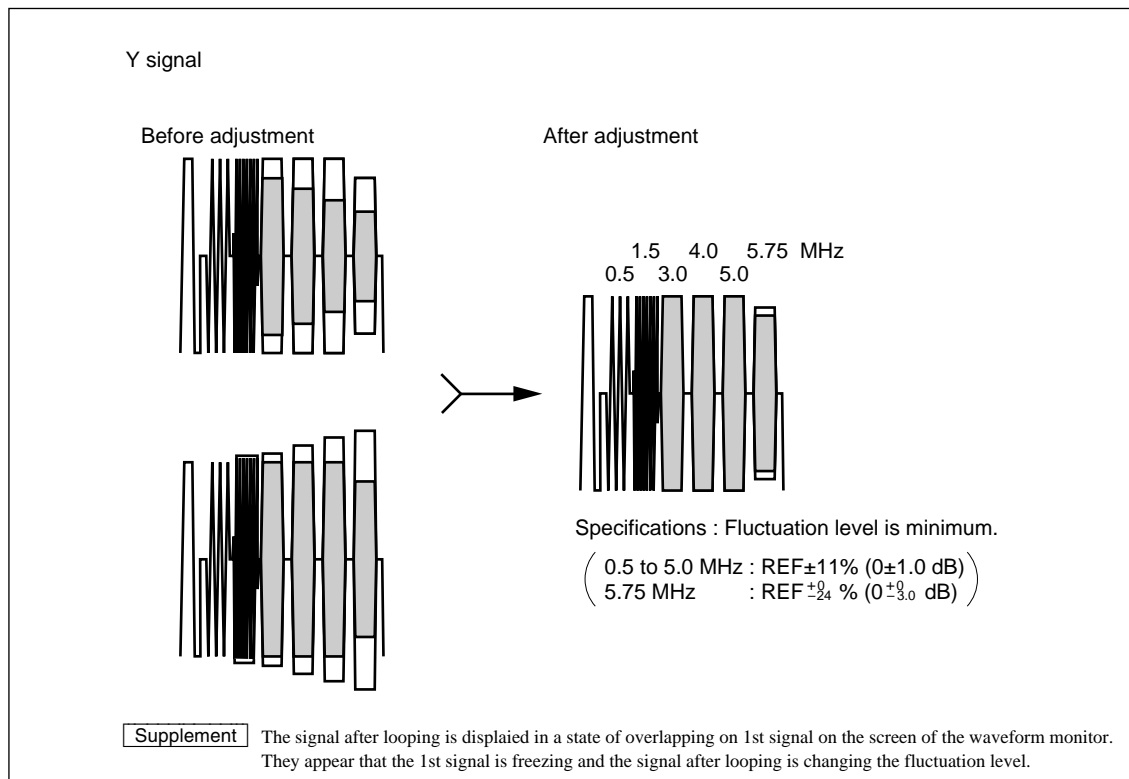 Y signal
Before adjustment
After adjustment
1.5 4.0 5.75 MHz
0.5 3.0 5.0
Specifications : Fluctuation level is minimum.
0.5 to 5.0 MHz : REF±11% (0±1.0 dB)
5.75 MHz : REF +0 −24 % (0 +0 −3.0 dB)
Supplement The signal after looping is displaied in a state of overlapping on 1st signal on the screen of the waveform monitor.
They appear that the 1st signal is freezing and the signal after looping is changing the fluctuation level.